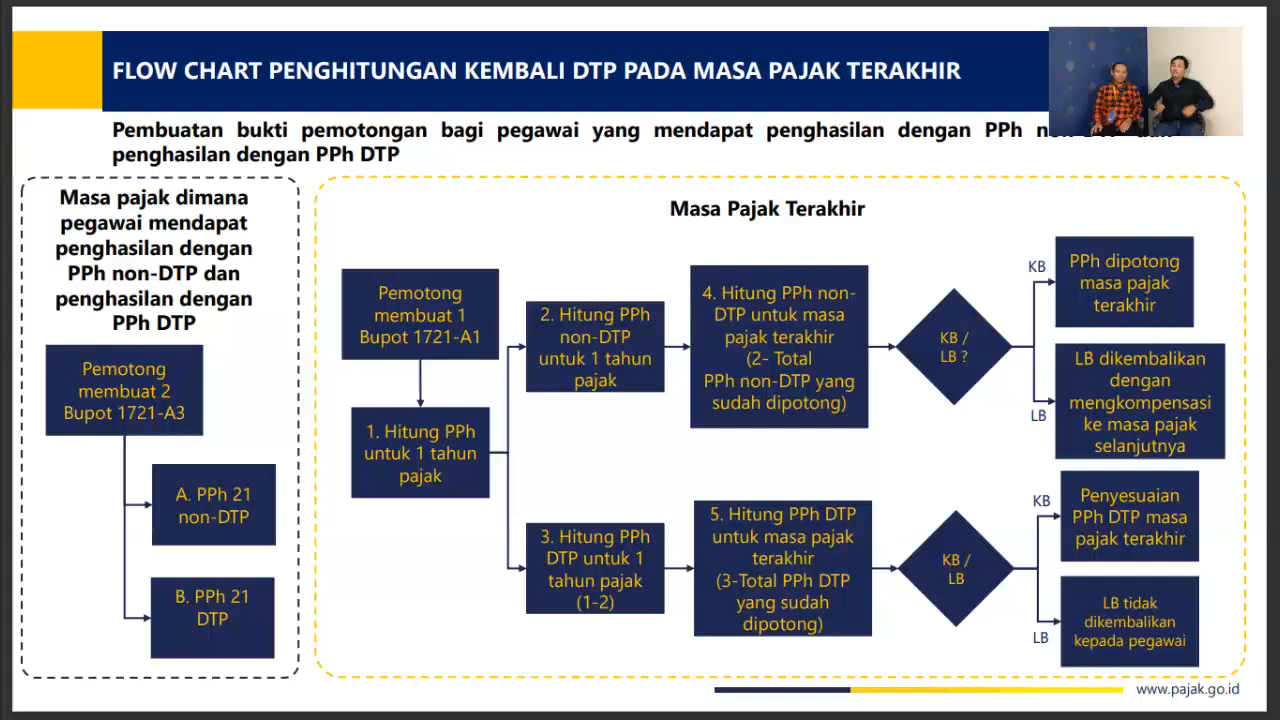 FLOW CHART PENGHITUNGAN KEMBALI DTP PADA MASA PAJAK TERAKHIR
Pembuatan bukti pemotongan bagi pegawai yang mendapat penghasilan dengan PPh
penghasilan dengan PPh DTP
Masa pajak dimana
pegawai mendapat
penghasilan dengan
PPh non-DTP dan
penghasilan dengan
PPh DTP
Pemotong
membuat 2
Bupot 1721-A3
A. PPh 21
non-DTP
B. PPh 21
DTP
Masa Pajak Terakhir
Pemotong
membuat 1
Bupot 1721-A1
1. Hitung PPh
untuk 1 tahun
pajak
2. Hitung PPh
non-DTP
untuk 1 tahun
pajak
4. Hitung PPh non-
DTP untuk masa
pajak terakhir
(2- Total
PPh non-DTP yang
sudah dipotong)
KB /
LB ?
KB
PPh dipotong
masa pajak
terakhir
LB
LB dikembalikan
dengan
mengkompensasi
ke masa pajak
selanjutnya
3. Hitung PPh
DTP untuk 1
tahun pajak
(1-2)
5. Hitung PPh DTP
untuk masa pajak
terakhir
(3-Total PPh DTP
yang sudah
dipotong)
KB /
LB
KB
Penyesuaian
PPh DTP masa
pajak terakhir
LB
LB tidak
dikembalikan
kepada pegawai
www.pajak.go.id